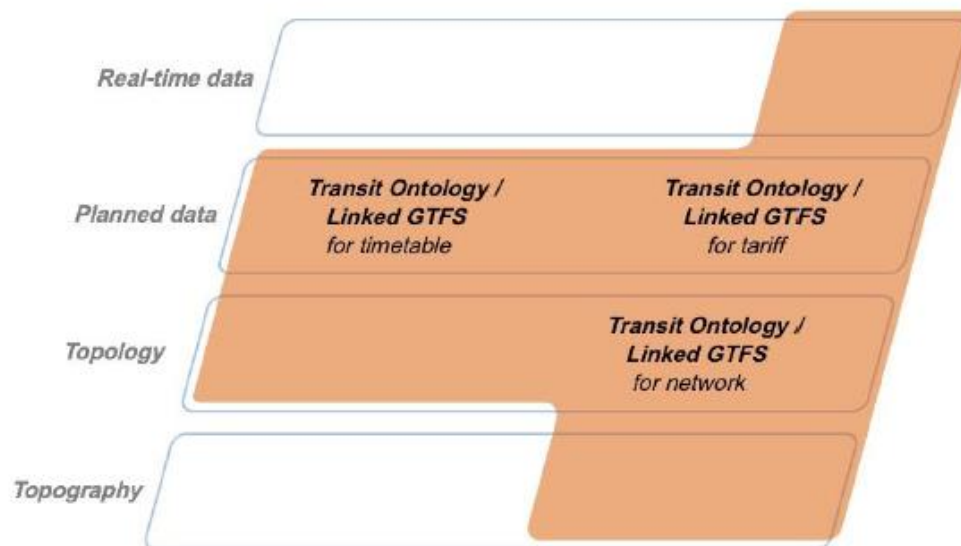 Real-time data
Planned data
Transit Ontology /
Linked GTFS
for timetable
Transit Ontology /
Linked GTFS
for tariff
Topology
Transit Ontology /
Linked GTFS
for network
Topography